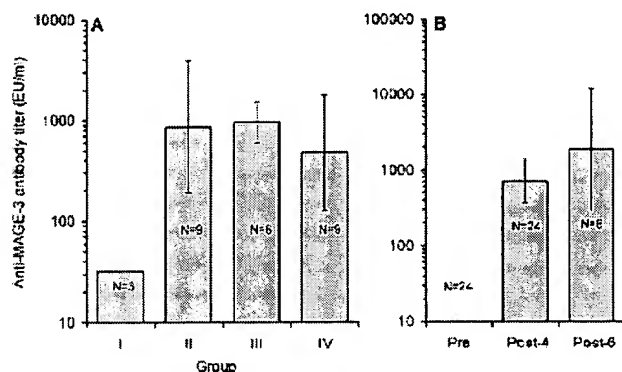 A
B
Anti-MAGE-3 antibody titer (EU/ml)
10000
1000
100
10
100000
10000
1000
100
10
N=3
N=9
N=6
N=9
N=24
N=24
N=8
I
II
III
IV
Group
Pre
Post-4
Post-6